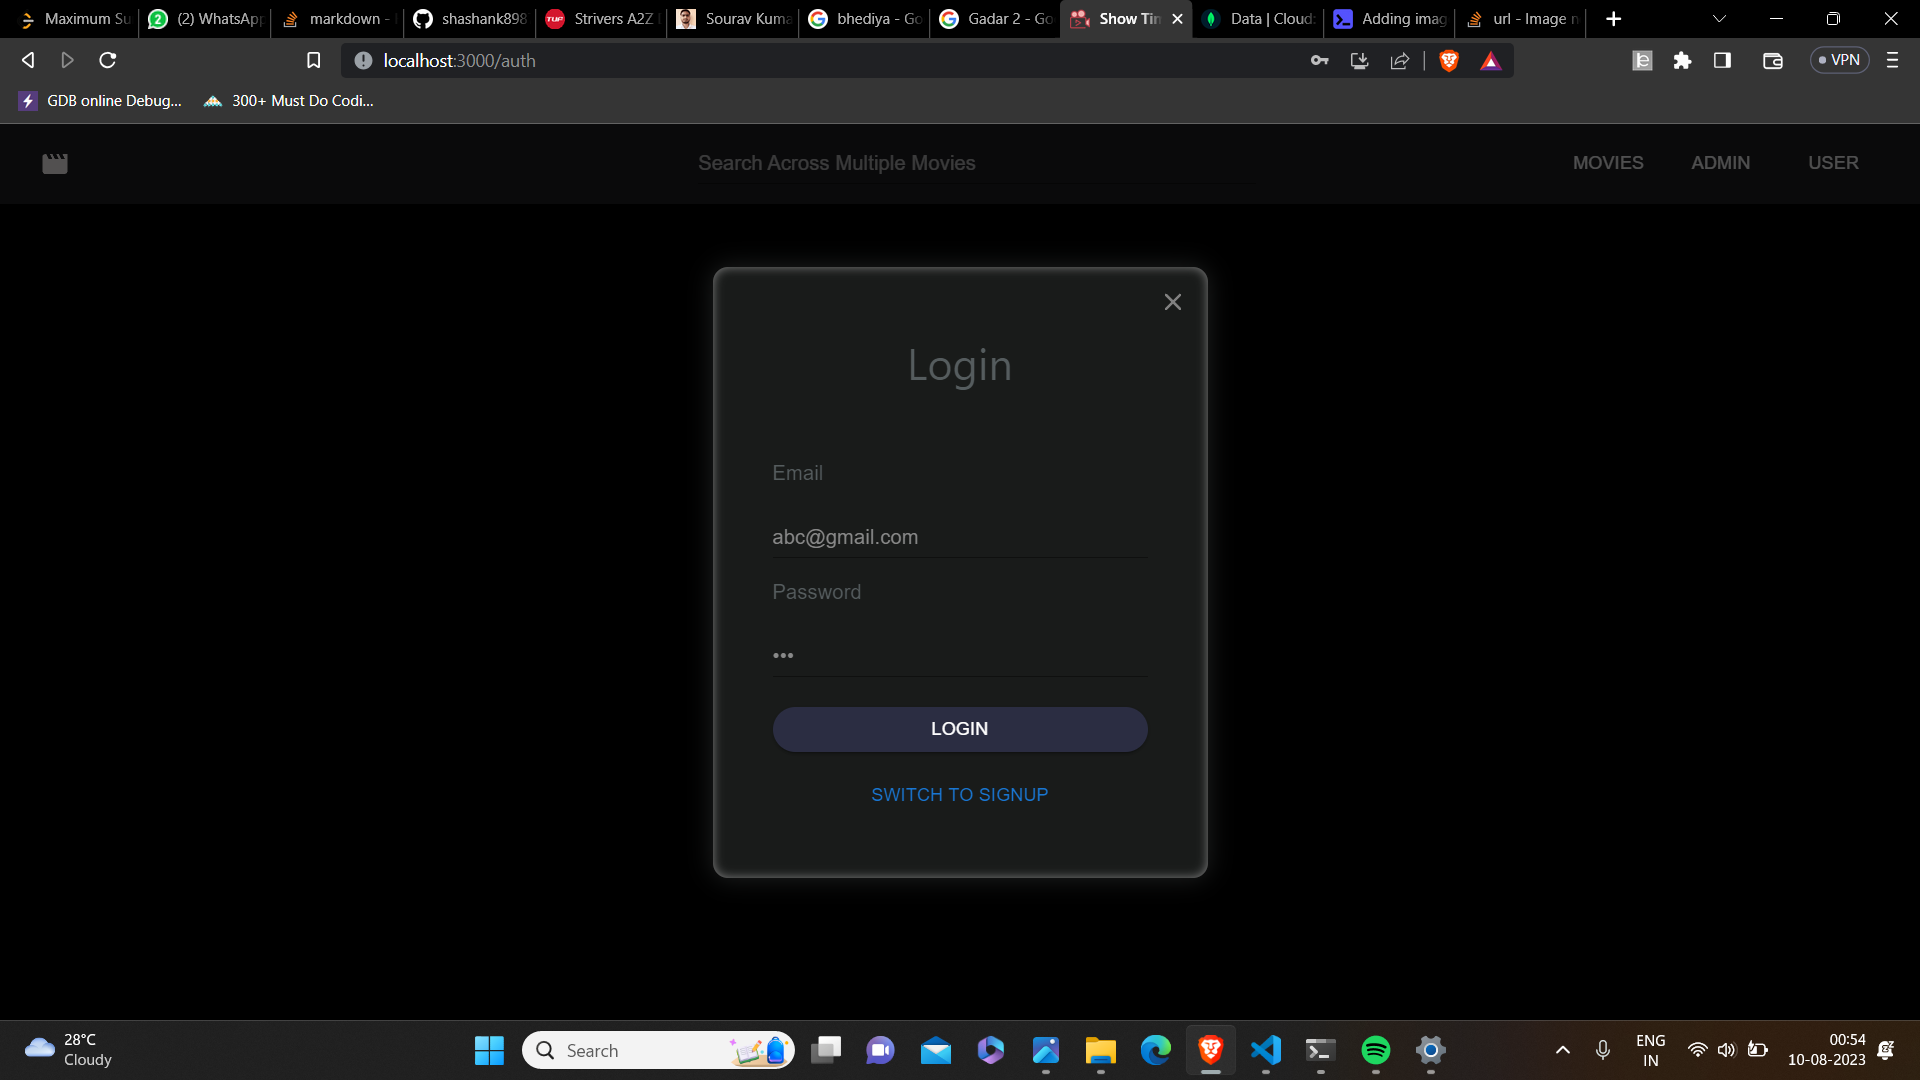 Maximum Su
(2) WhatsApp
markdown -
shashank898
Strivers A2Z
Sourav Kuma
bhediya - Go
Gadar 2 - Go
Show Tim
Data | Cloud:
Adding imag
url - Image n
localhost:3000/auth
VPN
GDB online Debug...
300+ Must Do Codi...
Search Across Multiple Movies
MOVIES
ADMIN
USER
Login
Email
abc@gmail.com
Password
•••
LOGIN
SWITCH TO SIGNUP
28°C
Cloudy
Search
ENG
IN
00:54
10-08-2023